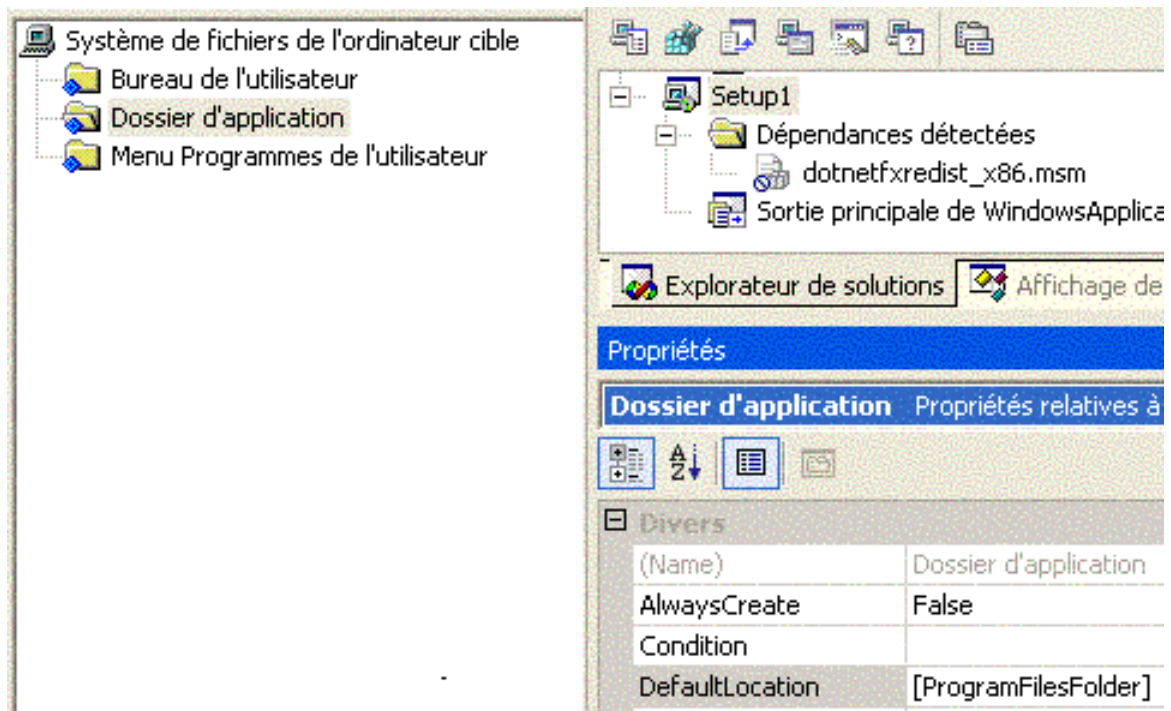 Système de fichiers de l'ordinateur cible
Bureau de l'utilisateur
Dossier d'application
Menu Programmes de l'utilisateur
Setup1
Dépendances détectées
dotnetfxredist_x86.msm
Sortie principale de WindowsApplica
Explorateur de solutions Affichage de
Propriétés
Dossier d'application Propriétés relatives à
Divers
(Name) Dossier d'application
AlwaysCreate False
Condition
DefaultLocation [ProgramFilesFolder]